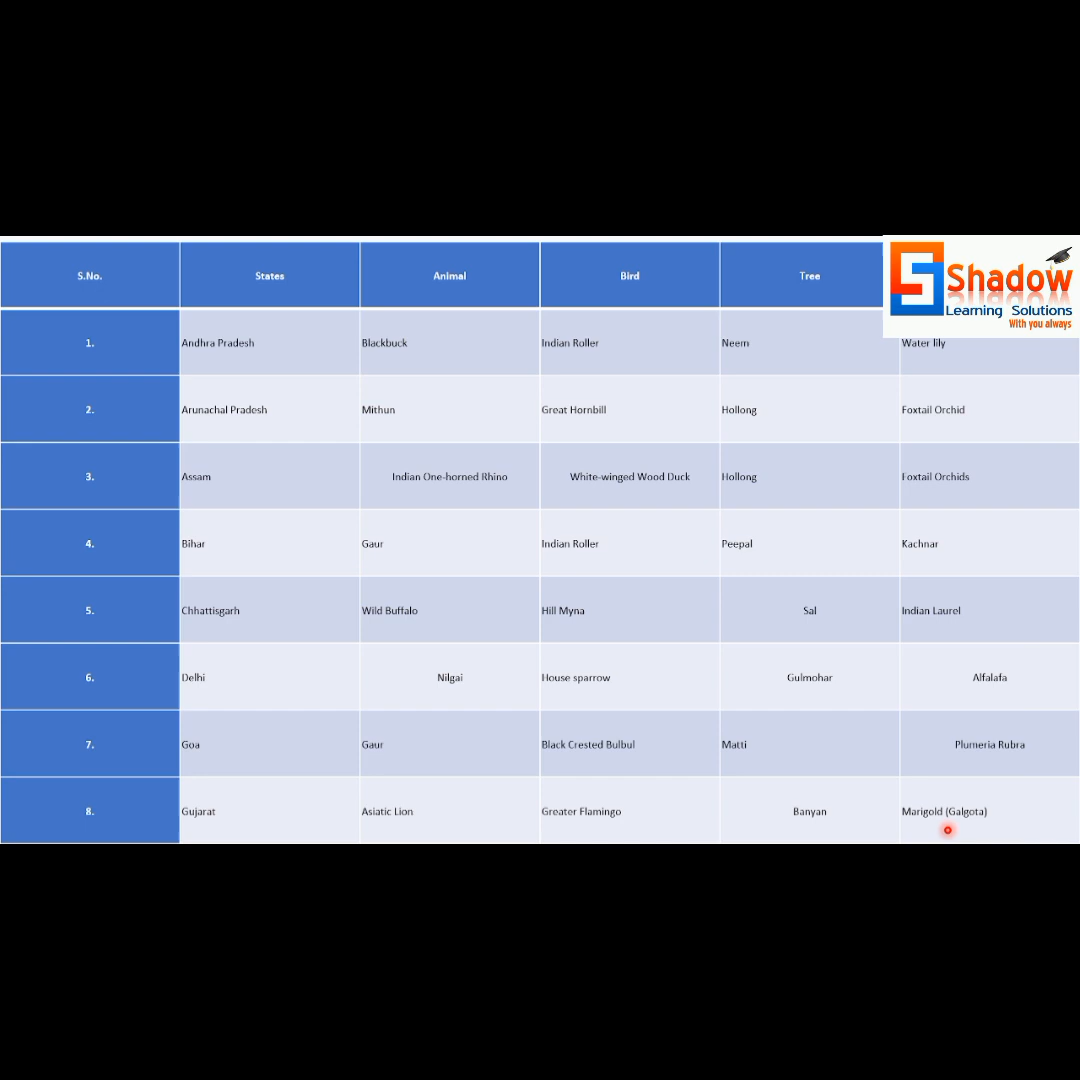 S.No. States Animal Bird Tree
Shadow
Learning Solutions
With you always
1. Andhra Pradesh Blackbuck Indian Roller Neem Water lily
2. Arunachal Pradesh Mithun Great Hornbill Hollong Foxtail Orchid
3. Assam Indian One-horned Rhino White-winged Wood Duck Hollong Foxtail Orchids
4. Bihar Gaur Indian Roller Peepal Kachnar
5. Chhattisgarh Wild Buffalo Hill Myna Sal Indian Laurel
6. Delhi Nilgai House sparrow Gulmohar Alfalafa
7. Goa Gaur Black Crested Bulbul Matti Plumeria Rubra
8. Gujarat Asiatic Lion Greater Flamingo Banyan Marigold (Galgota)